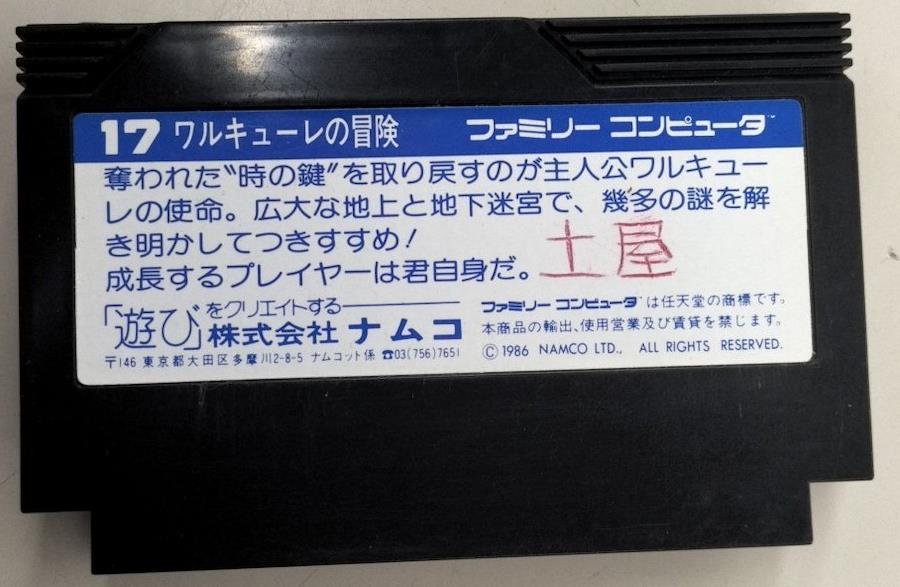 17 ワルキューレの冒険 ファミリー コンピュータ™
奪われた“時の鍵”を取り戻すのが主人公ワルキュー
レの使命。広大な地上と地下迷宮で、幾多の謎を解
き明かしてつきすすめ!
成長するプレイヤーは君自身だ。
土屋
「遊び」をクリエイトする
株式会社 ナムコ
〒146 東京都大田区多摩川2-8-5 ナムコット係 ☎03(756)7651
ファミリー コンピュータ™は任天堂の商標です。
本商品の輸出、使用営業及び賃貸を禁じます。
©1986 NAMCO LTD., ALL RIGHTS RESERVED.